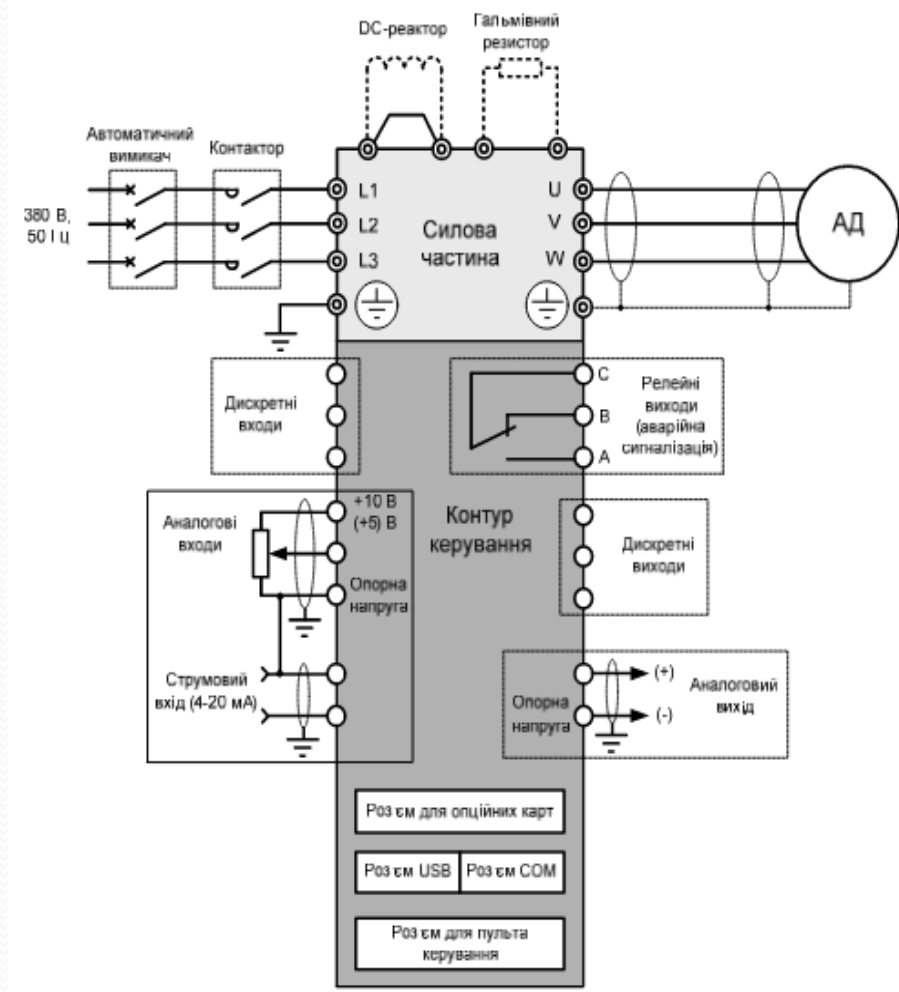 DC-реактор
Гальмівний
резистор
Автоматичний
вимикач
Контактор
380 В,
50 І ц
L1
L2
L3
Силова
частина
U
V
W
АД
Дискретні
входи
C
B
A
Релейні
виходи
(аварійна
сигналізація)
Аналогові
входи
+10 В
(+5) В
Опорна
напруга
Контур
керування
Дискретні
виходи
Струмовий
вхід (4-20 мА)
Опорна
напруга
(+)
(-)
Аналоговий
вихід
Роз єм для опційних карт
Роз єм USB
Роз єм COM
Роз єм для пульта
керування